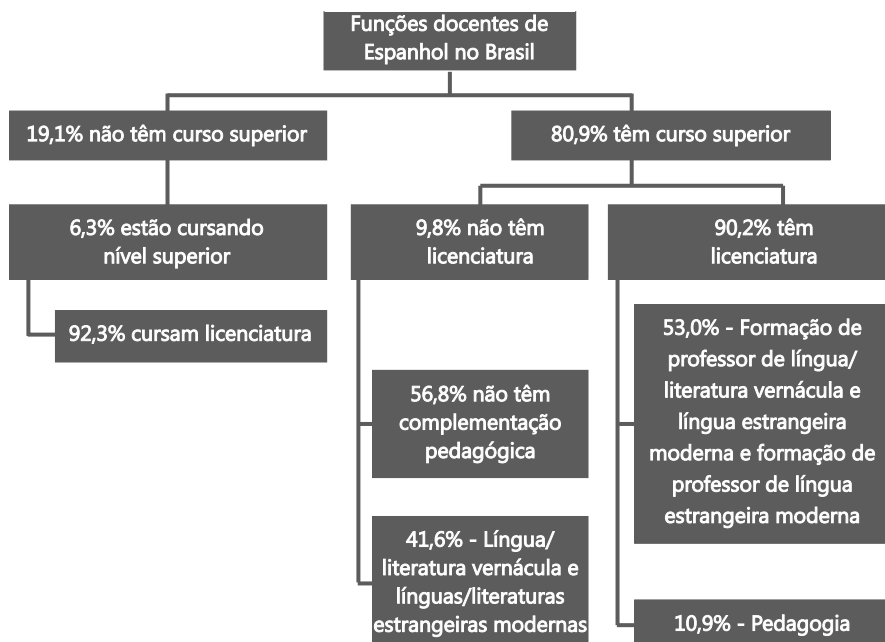 Funções docentes de
Espanhol no Brasil
19,1% não têm curso superior
80,9% têm curso superior
6,3% estão cursando
nível superior
9,8% não têm
licenciatura
90,2% têm
licenciatura
92,3% cursam licenciatura
56,8% não têm
complementação
pedagógica
41,6% - Língua/
literatura vernácula e
línguas/literaturas
estrangeiras modernas
53,0% - Formação de
professor de língua/
literatura vernácula e
língua estrangeira
moderna e formação de
professor de língua
estrangeira moderna
10,9% - Pedagogia